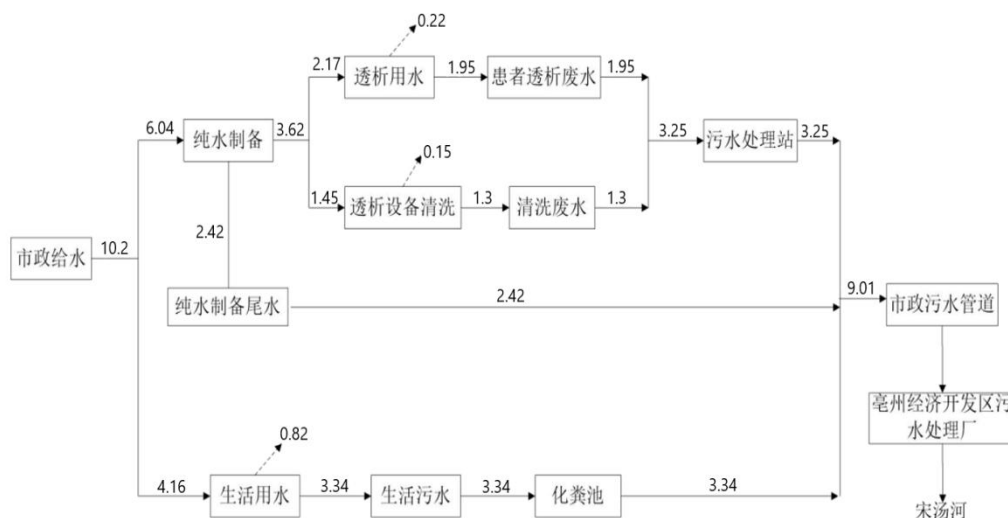 0.22
2.17
透析用水
1.95
患者透析废水
1.95
6.04
纯水制备
3.62
3.25
污水处理站
3.25
0.15
1.45
透析设备清洗
1.3
清洗废水
1.3
2.42
市政给水
10.2
纯水制备尾水
2.42
9.01
市政污水管道
亳州经济开发区污
水处理厂
0.82
4.16
生活用水
3.34
生活污水
3.34
化粪池
3.34
宋汤河